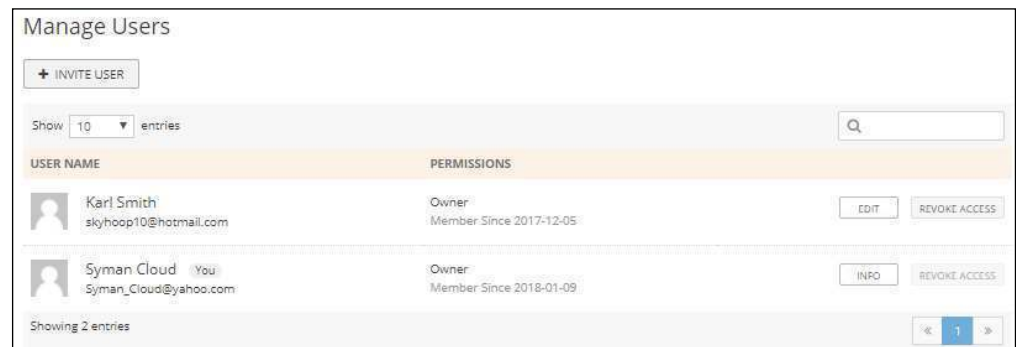 Manage Users
+ INVITE USER
Show 10 entries
USER NAME PERMISSIONS
Karl Smith Owner
skyhoop10@hotmail.com Member Since 2017-12-05 EDIT REVOKE ACCESS
Syman Cloud You Owner
Syman_Cloud@yahoo.com Member Since 2018-01-09 INFO REVOKE ACCESS
Showing 2 entries « 1 »